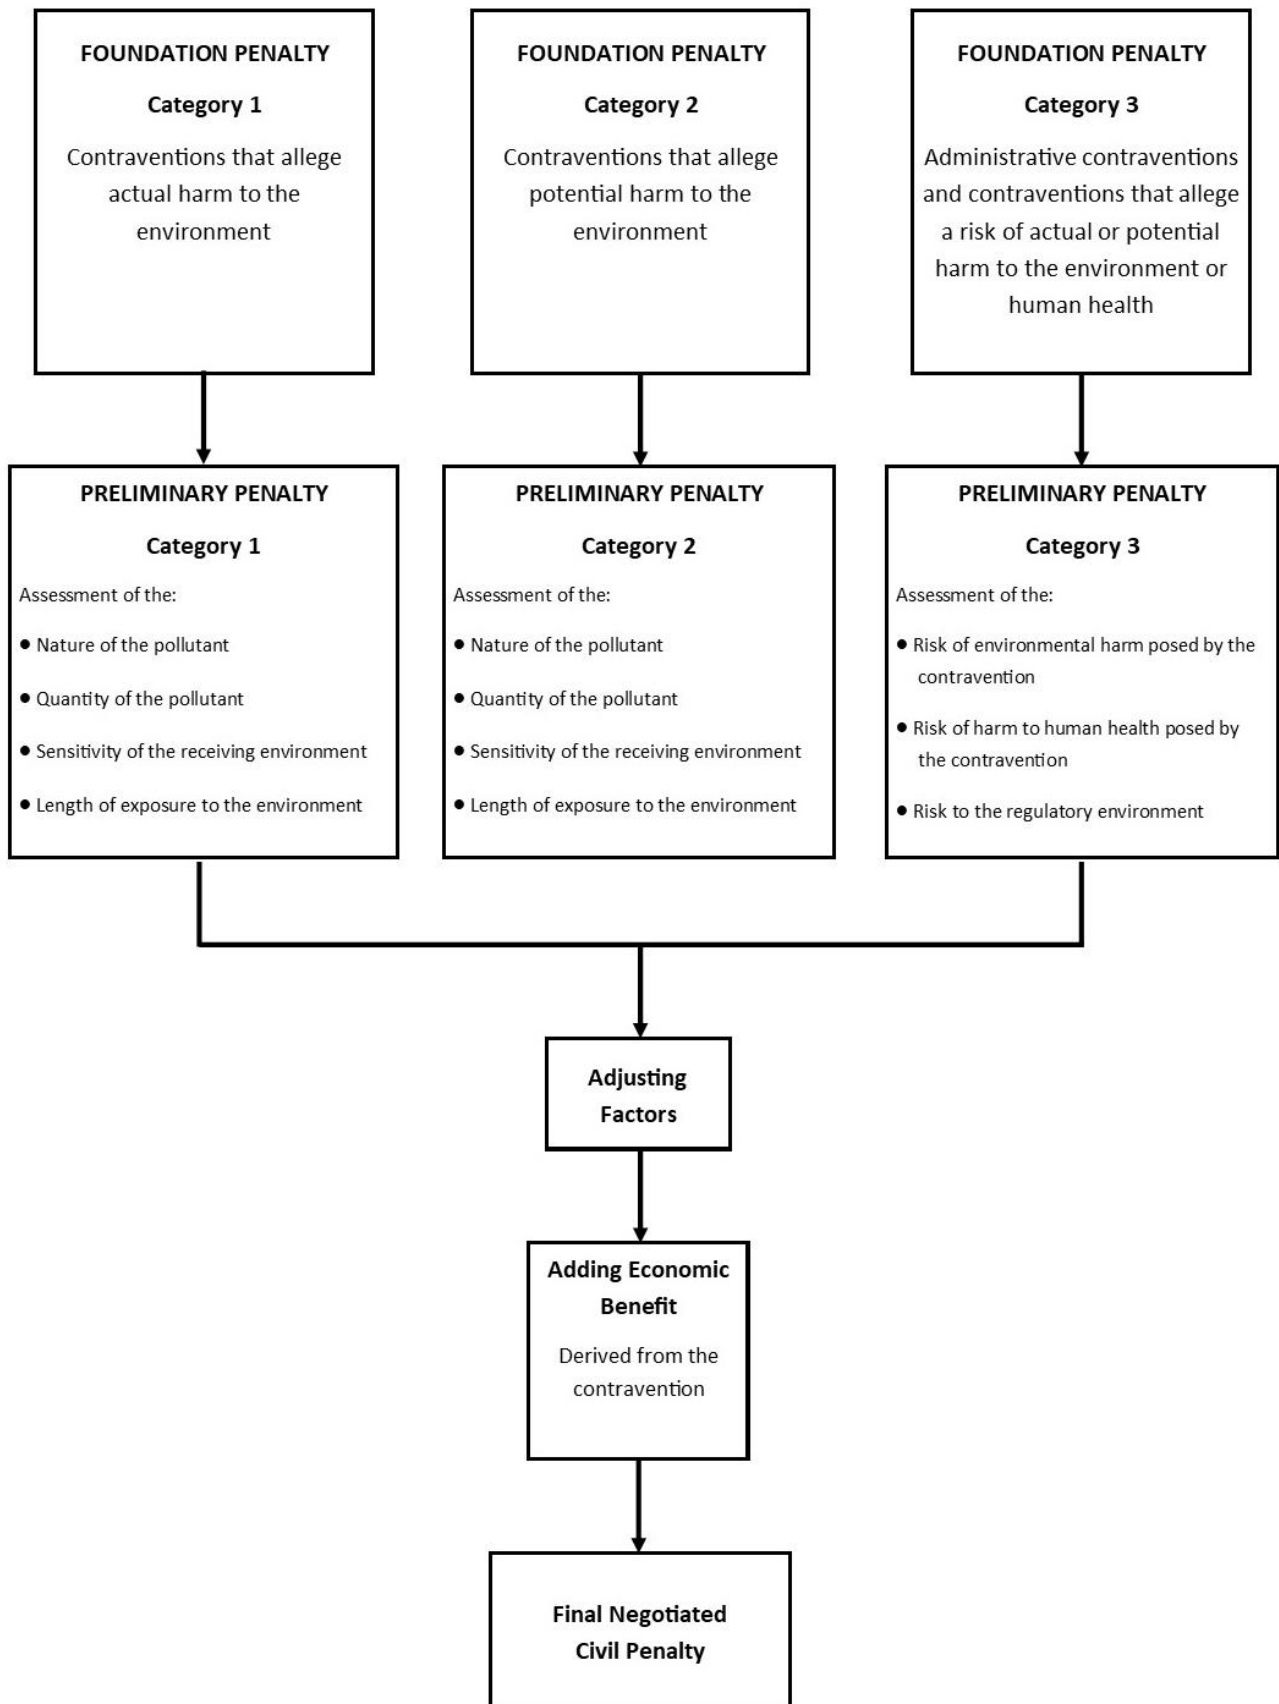 FOUNDATION PENALTY
Category 1
Contraventions that allege
actual harm to the
environment
FOUNDATION PENALTY
Category 2
Contraventions that allege
potential harm to the
environment
FOUNDATION PENALTY
Category 3
Administrative contraventions
and contraventions that allege
a risk of actual or potential
harm to the environment or
human health
PRELIMINARY PENALTY
Category 1
Assessment of the:
● Nature of the pollutant
● Quantity of the pollutant
● Sensitivity of the receiving environment
● Length of exposure to the environment
PRELIMINARY PENALTY
Category 2
Assessment of the:
● Nature of the pollutant
● Quantity of the pollutant
● Sensitivity of the receiving environment
● Length of exposure to the environment
PRELIMINARY PENALTY
Category 3
Assessment of the:
● Risk of environmental harm posed by the
contravention
● Risk of harm to human health posed by
the contravention
● Risk to the regulatory environment
Adjusting
Factors
Adding Economic
Benefit
Derived from the
contravention
Final Negotiated
Civil Penalty